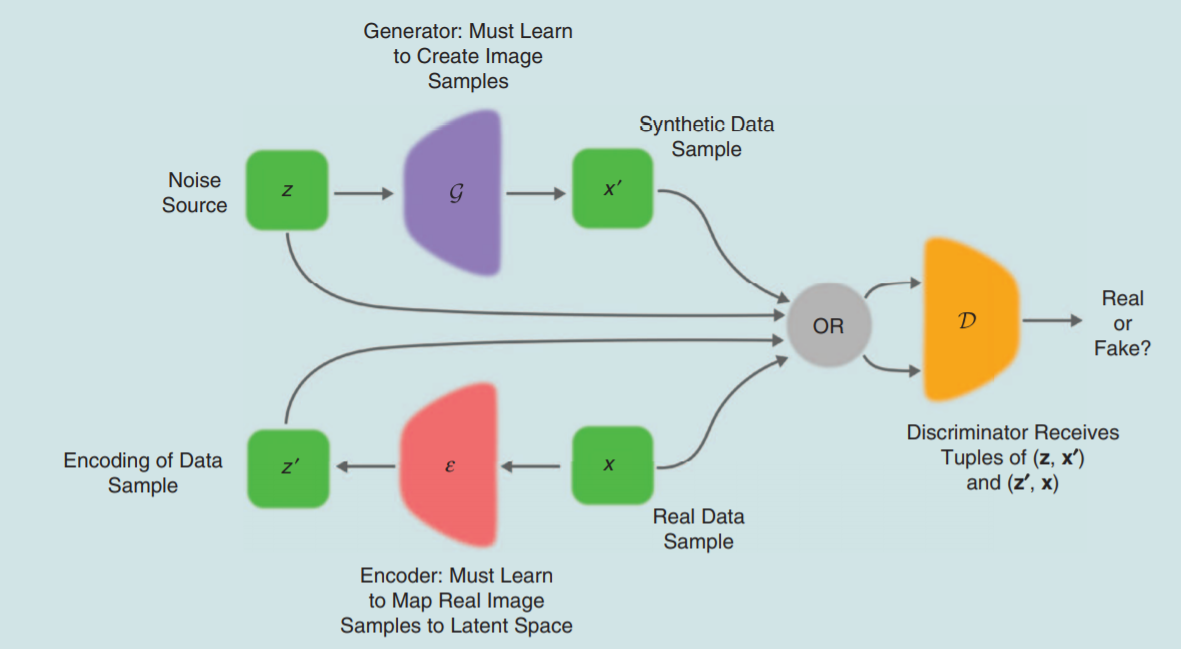 Generator: Must Learn
to Create Image
Samples
Synthetic Data
Sample
Noise
Source
z
𝒢
x′
OR
𝒟
Real
or
Fake?
Discriminator Receives
Tuples of (z, x′)
and (z′, x)
Encoding of Data
Sample
z′
ℰ
x
Real Data
Sample
Encoder: Must Learn
to Map Real Image
Samples to Latent Space